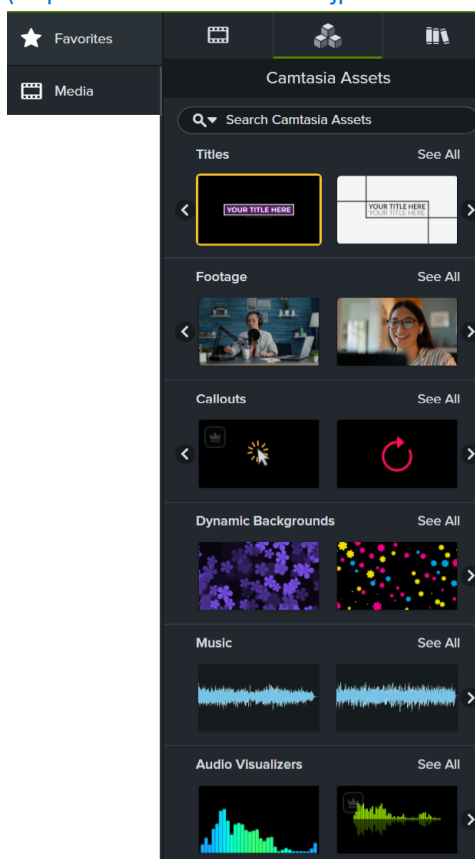 Favorites
Media
Camtasia Assets
Search Camtasia Assets
Titles See All
YOUR TITLE HERE
YOUR TITLE HERE
YOUR TITLE HERE
Footage See All
Callouts See All
Dynamic Backgrounds See All
Music See All
Audio Visualizers See All